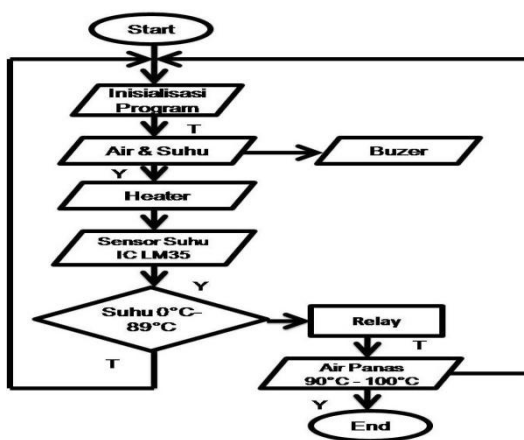 Start
Inisialisasi
Program
T
Air & Suhu
Buzer
Y
Heater
Sensor Suhu
IC LM35
Y
Suhu 0°C-
89°C
Relay
T
T
Air Panas
90°C - 100°C
Y
End